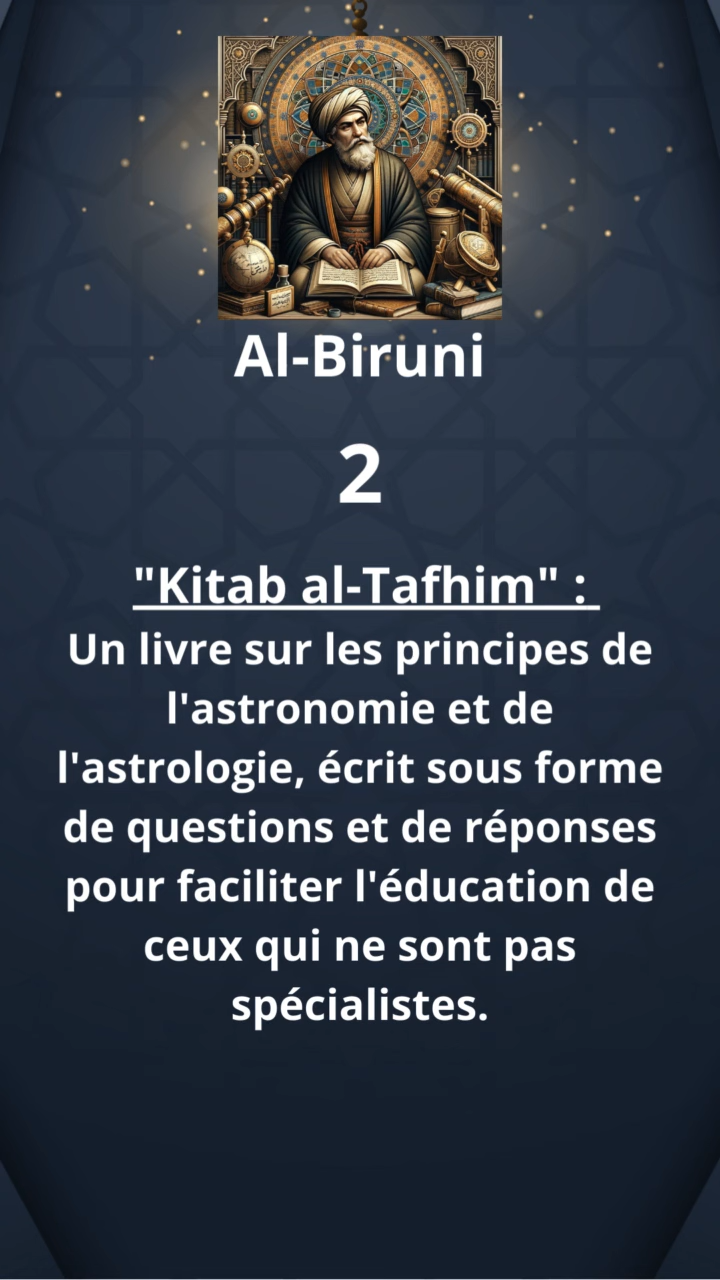 Al-Biruni
2
"Kitab al-Tafhim" :
Un livre sur les principes de
l'astronomie et de
l'astrologie, écrit sous forme
de questions et de réponses
pour faciliter l'éducation de
ceux qui ne sont pas
spécialistes.